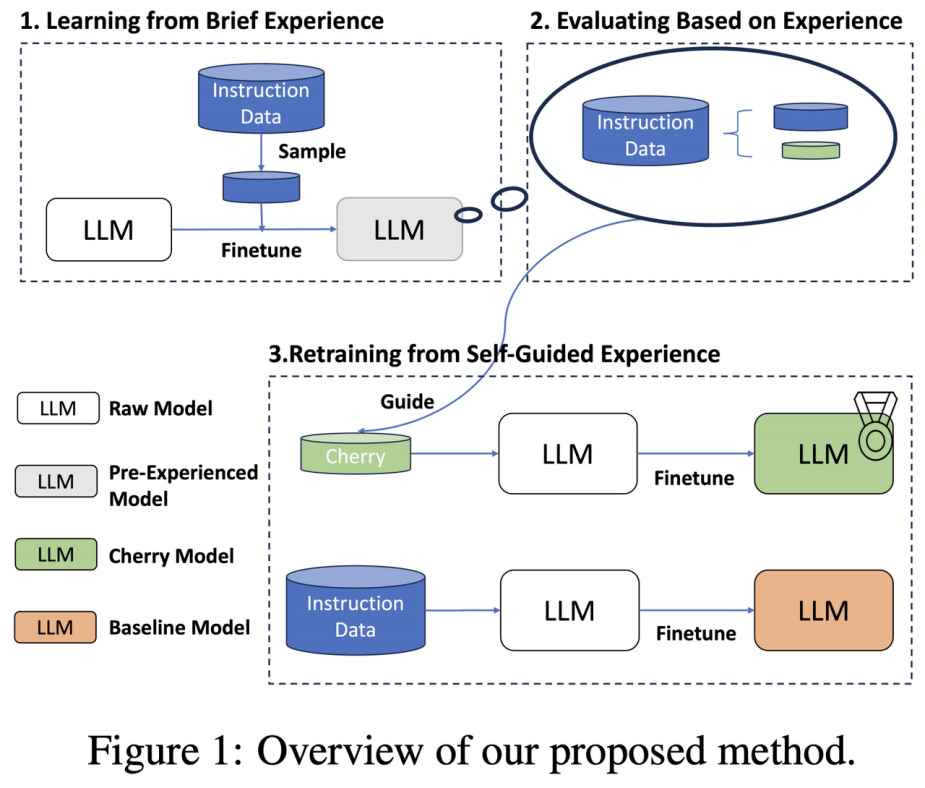 1. Learning from Brief Experience
Instruction
Data
Sample
LLM
Finetune
LLM
2. Evaluating Based on Experience
Instruction
Data
3.Retraining from Self-Guided Experience
Guide
Cherry
LLM
Finetune
LLM
Instruction
Data
LLM
Finetune
LLM
LLM
Raw Model
LLM
Pre-Experienced
Model
LLM
Cherry Model
LLM
Baseline Model
Figure 1: Overview of our proposed method.